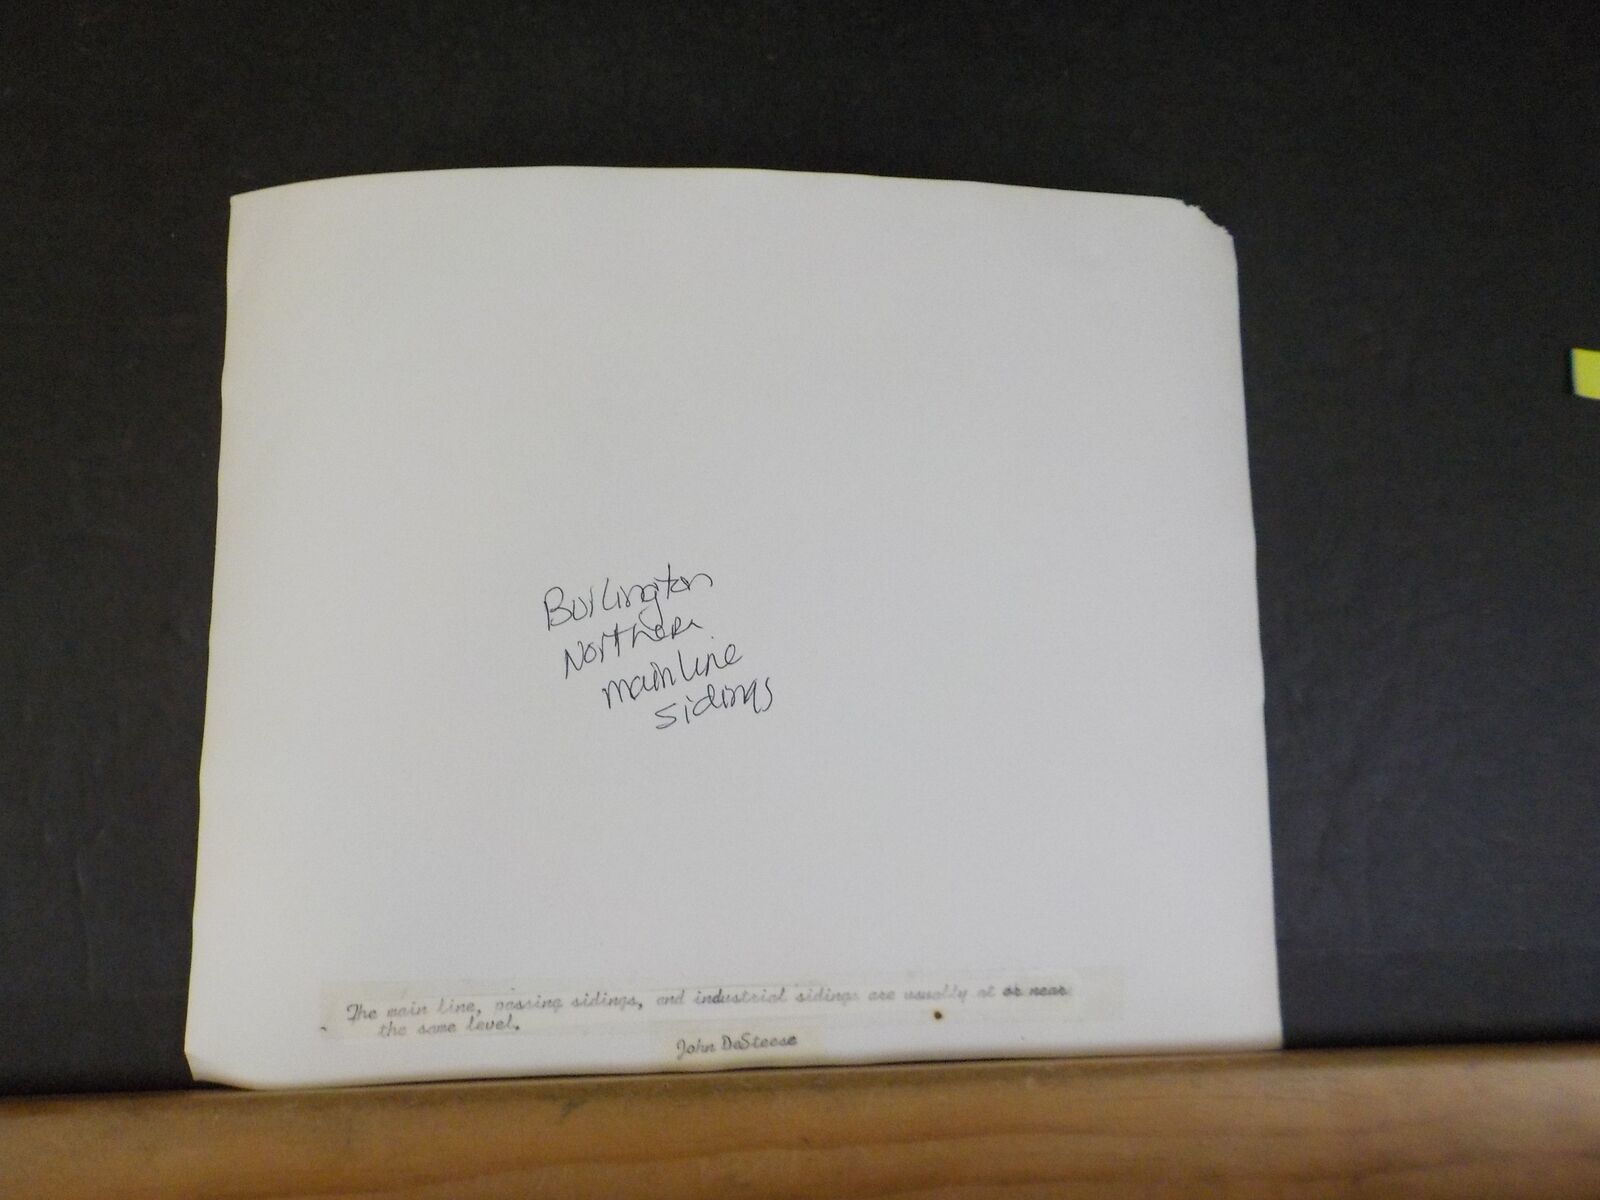 Burlington
Northern
mainline
sidings
The main line, passing sidings, and industrial sidings are usually at or near
the same level.
John DeSteese